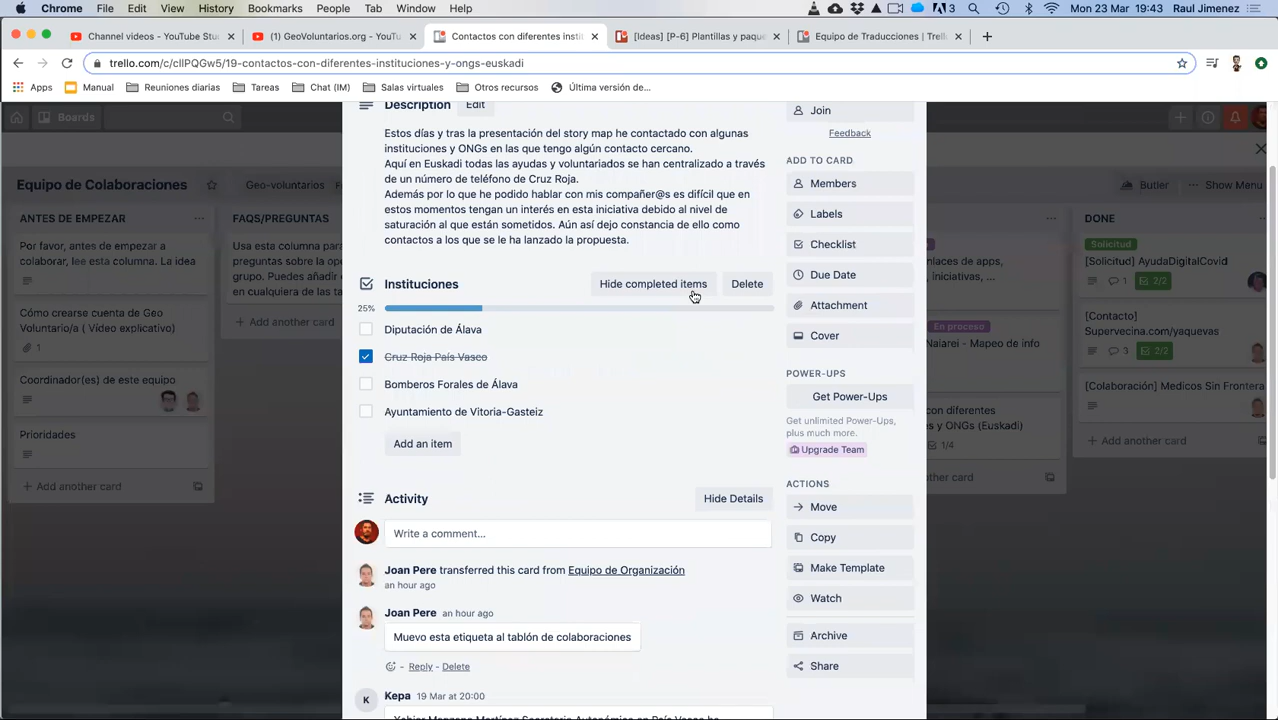 Chrome File Edit View History Bookmarks People Tab Window Help 3 Mon 23 Mar 19:43 Raul Jimenez
Channel videos - YouTube Stu × (1) GeoVoluntarios.org - YouTu × Contactos con diferentes insti × [Ideas] [P-6] Plantillas y paque × Equipo de Traducciones | Trell × +
trello.com/c/clIPQGw5/19-contactos-con-diferentes-instituciones-y-ongs-euskadi
Apps Manual Reuniones diarias Tareas Chat (IM) Salas virtuales Otros recursos Última versión de...
Boards
Equipo de Colaboraciones Geo-voluntarios Butler ... Show Menu
ANTES DE EMPEZAR ...
Por favor, antes de empezar a
colaborar, lee esta columna. La idea
Cómo crearse cuenta de Geo
Voluntario/a ( Vídeo explicativo)
1
Coordinador(es) de este equipo
Prioridades
+ Add another card
FAQS/PREGUNTAS
Usa esta columna par
preguntas sobre la op
grupo. Puedes añadir
en
+ Add another card
Description Edit
Estos días y tras la presentación del story map he contactado con algunas
instituciones y ONGs en las que tengo algún contacto cercano.
Aquí en Euskadi todas las ayudas y voluntariados se han centralizado a través
de un número de teléfono de Cruz Roja.
Además por lo que he podido hablar con mis compañer@s es difícil que en
estos momentos tengan un interés en esta iniciativa debido al nivel de
saturación al que están sometidos. Aún así dejo constancia de ello como
contactos a los que se le ha lanzado la propuesta.
Instituciones Hide completed items Delete
25%
Diputación de Álava
Cruz Roja País Vasco
Bomberos Forales de Álava
Ayuntamiento de Vitoria-Gasteiz
Add an item
Activity Hide Details
Write a comment...
Joan Pere transferred this card from Equipo de Organización
an hour ago
Joan Pere an hour ago
Muevo esta etiqueta al tablón de colaboraciones
- Reply - Delete
K Kepa 19 Mar at 20:00
Join
Feedback
ADD TO CARD
Members
Labels
Checklist
Due Date
Attachment
Cover
POWER-UPS
Get Power-Ups
Get unlimited Power-Ups,
plus much more.
Upgrade Team
ACTIONS
Move
Copy
Make Template
Watch
Archive
Share
...
nlaces de apps,
, iniciativas, ...
En proceso
Naiarei - Mapeo de info
con diferentes
s y ONGs (Euskadi)
1/4
other card
DONE
Solicitud
[Solicitud] AyudaDigitalCovid
1 2/2
[Contacto]
Supervecina.com/yaquevas
3 2/2
[Colaboración] Medicos Sin Frontera
+ Add another card